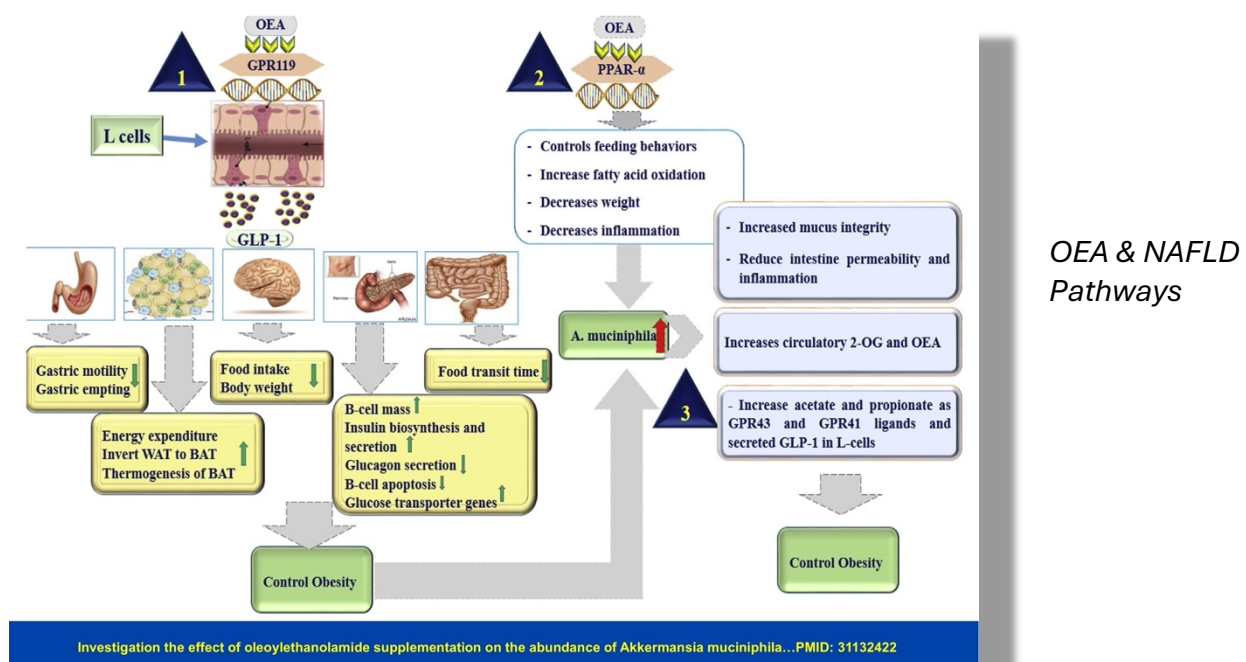 OEA
GPR119
1
L cells
GLP-1
Gastric motility
Gastric empting
Energy expenditure
Invert WAT to BAT
Thermogenesis of BAT
Food intake
Body weight
B-cell mass
Insulin biosynthesis and
secretion
Glucagon secretion
B-cell apoptosis
Glucose transporter genes
Food transit time
Control Obesity
OEA
PPAR-α
2
- Controls feeding behaviors
- Increase fatty acid oxidation
- Decreases weight
- Decreases inflammation
A. muciniphila
- Increased mucus integrity
- Reduce intestine permeability and
inflammation
Increases circulatory 2-OG and OEA
3
- Increase acetate and propionate as
GPR43 and GPR41 ligands and
secreted GLP-1 in L-cells
Control Obesity
OEA & NAFLD
Pathways
Investigation the effect of oleoylethanolamide supplementation on the abundance of Akkermansia muciniphila...PMID: 31132422